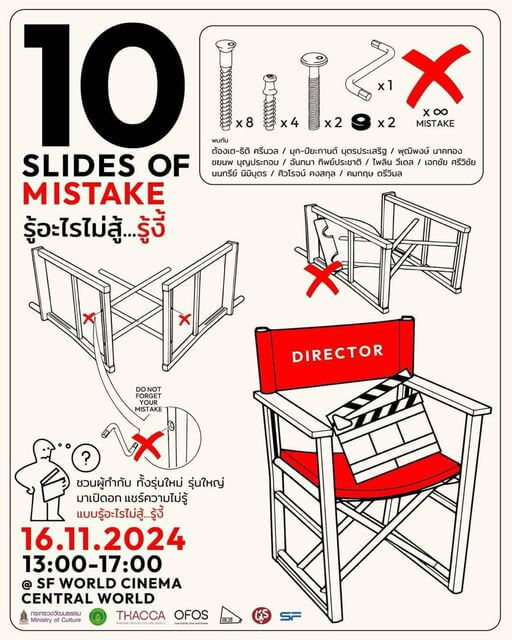 10
SLIDES OF
MISTAKE
รู้อะไรไม่สู้...รู้งี้
x8
x4
x2
x1
x2
x ∞
MISTAKE
พบกับ
ต้องเต-ธิติ ศรีนวล / มุก-ปิยะกานต์ บุตรประเสริฐ / พุฒิพงษ์ นาคทอง
ชยนพ บุญประกอบ / ฉันทนา ทิพย์ประชาติ / ไพลิน วีเดล / เอกชัย ศรีวิชัย
นนทรีย์ นิมิบุตร / ศิวโรจน์ คงสกุล / คมกฤษ ตรีวิมล
DO NOT
FORGET
YOUR
MISTAKE
DIRECTOR
?
ชวนผู้กำกับ ทั้งรุ่นใหม่ รุ่นใหญ่
มาเปิดอก แชร์ความไม่รู้
แบบรู้อะไรไม่สู้...รู้งี้
16.11.2024
13:00-17:00
@ SF WORLD CINEMA
CENTRAL WORLD
กระทรวงวัฒนธรรม
Ministry of Culture
THACCA
OFOS
SF